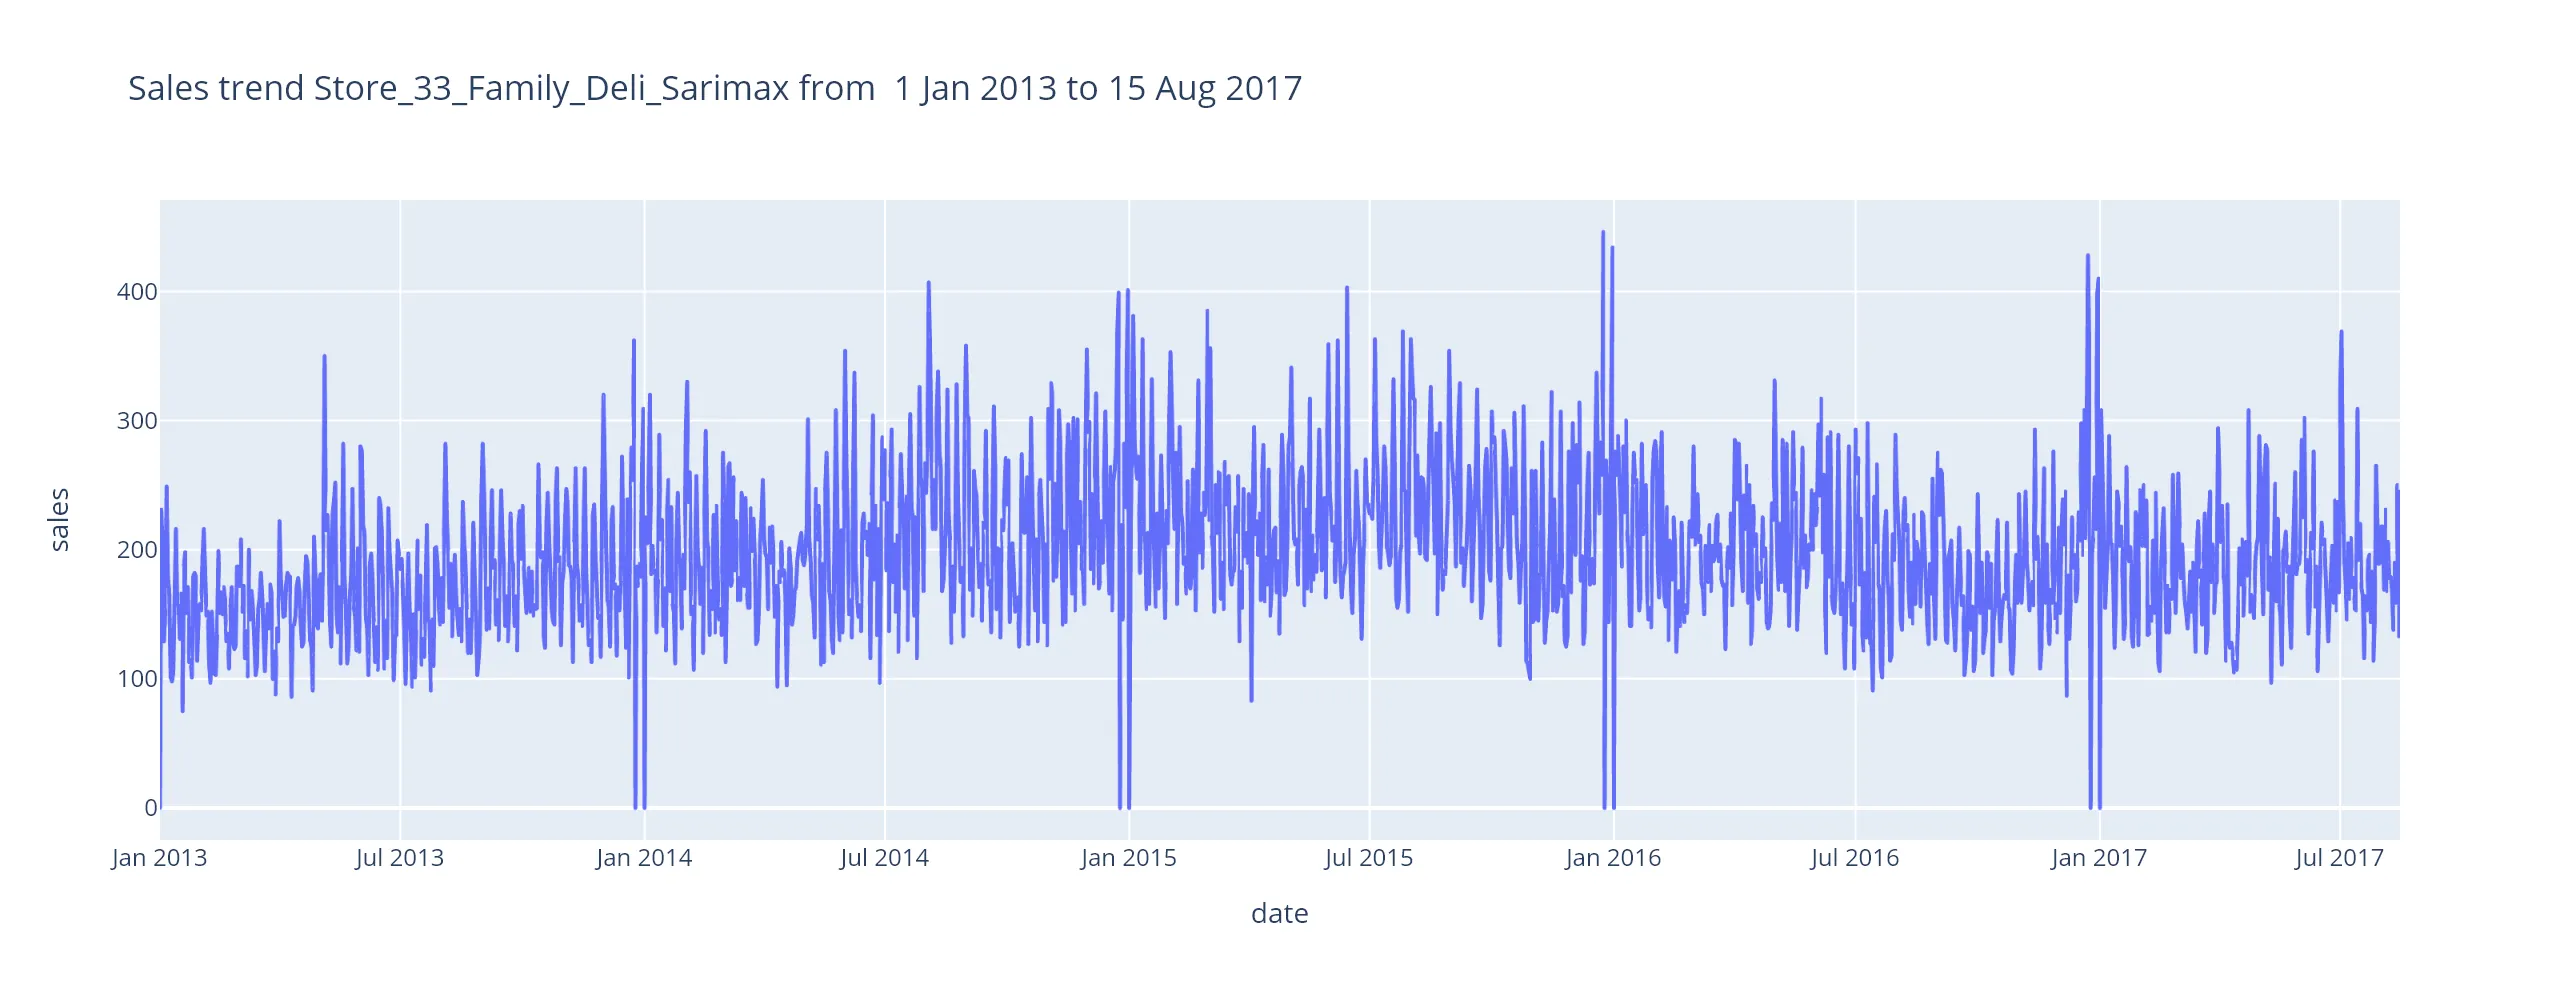 Sales trend Store_33_Family_Deli_Sarimax from  1 Jan 2013 to 15 Aug 2017
sales
400
300
200
100
0
Jan 2013 Jul 2013 Jan 2014 Jul 2014 Jan 2015 Jul 2015 Jan 2016 Jul 2016 Jan 2017 Jul 2017
date